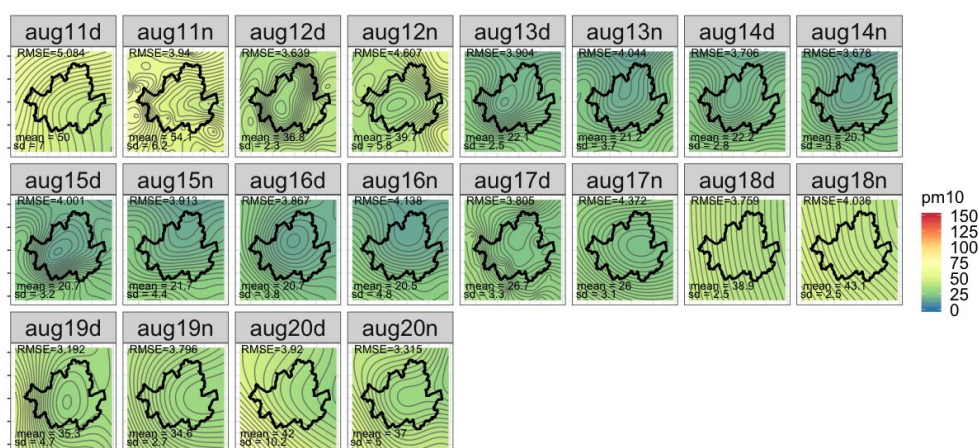 aug11d aug11n aug12d aug12n aug13d aug13n aug14d aug14n
RMSE=5.084 RMSE=3.94 RMSE=3.639 RMSE=4.607 RMSE=3.904 RMSE=4.044 RMSE=3.706 RMSE=3.678
mean = 50 mean = 54.1 mean = 36.8 mean = 39.7 mean = 22.1 mean = 21.2 mean = 22.2 mean = 20.1
sd = 7 sd = 6.2 sd = 2.3 sd = 5.8 sd = 2.5 sd = 3.7 sd = 2.8 sd = 3.8
aug15d aug15n aug16d aug16n aug17d aug17n aug18d aug18n
RMSE=4.001 RMSE=3.913 RMSE=3.867 RMSE=4.138 RMSE=3.805 RMSE=4.372 RMSE=3.759 RMSE=4.036
mean = 20.7 mean = 21.7 mean = 20.7 mean = 20.5 mean = 26.7 mean = 26 mean = 38.9 mean = 43.1
sd = 3.2 sd = 4.4 sd = 3.8 sd = 4.8 sd = 3.3 sd = 3.1 sd = 2.5 sd = 2.5
pm10
150
125
100
75
50
25
0
aug19d aug19n aug20d aug20n
RMSE=3.192 RMSE=3.796 RMSE=3.92 RMSE=3.315
mean = 35.3 mean = 34.6 mean = 42 mean = 37
sd = 4.7 sd = 2.7 sd = 10.2 sd = 5